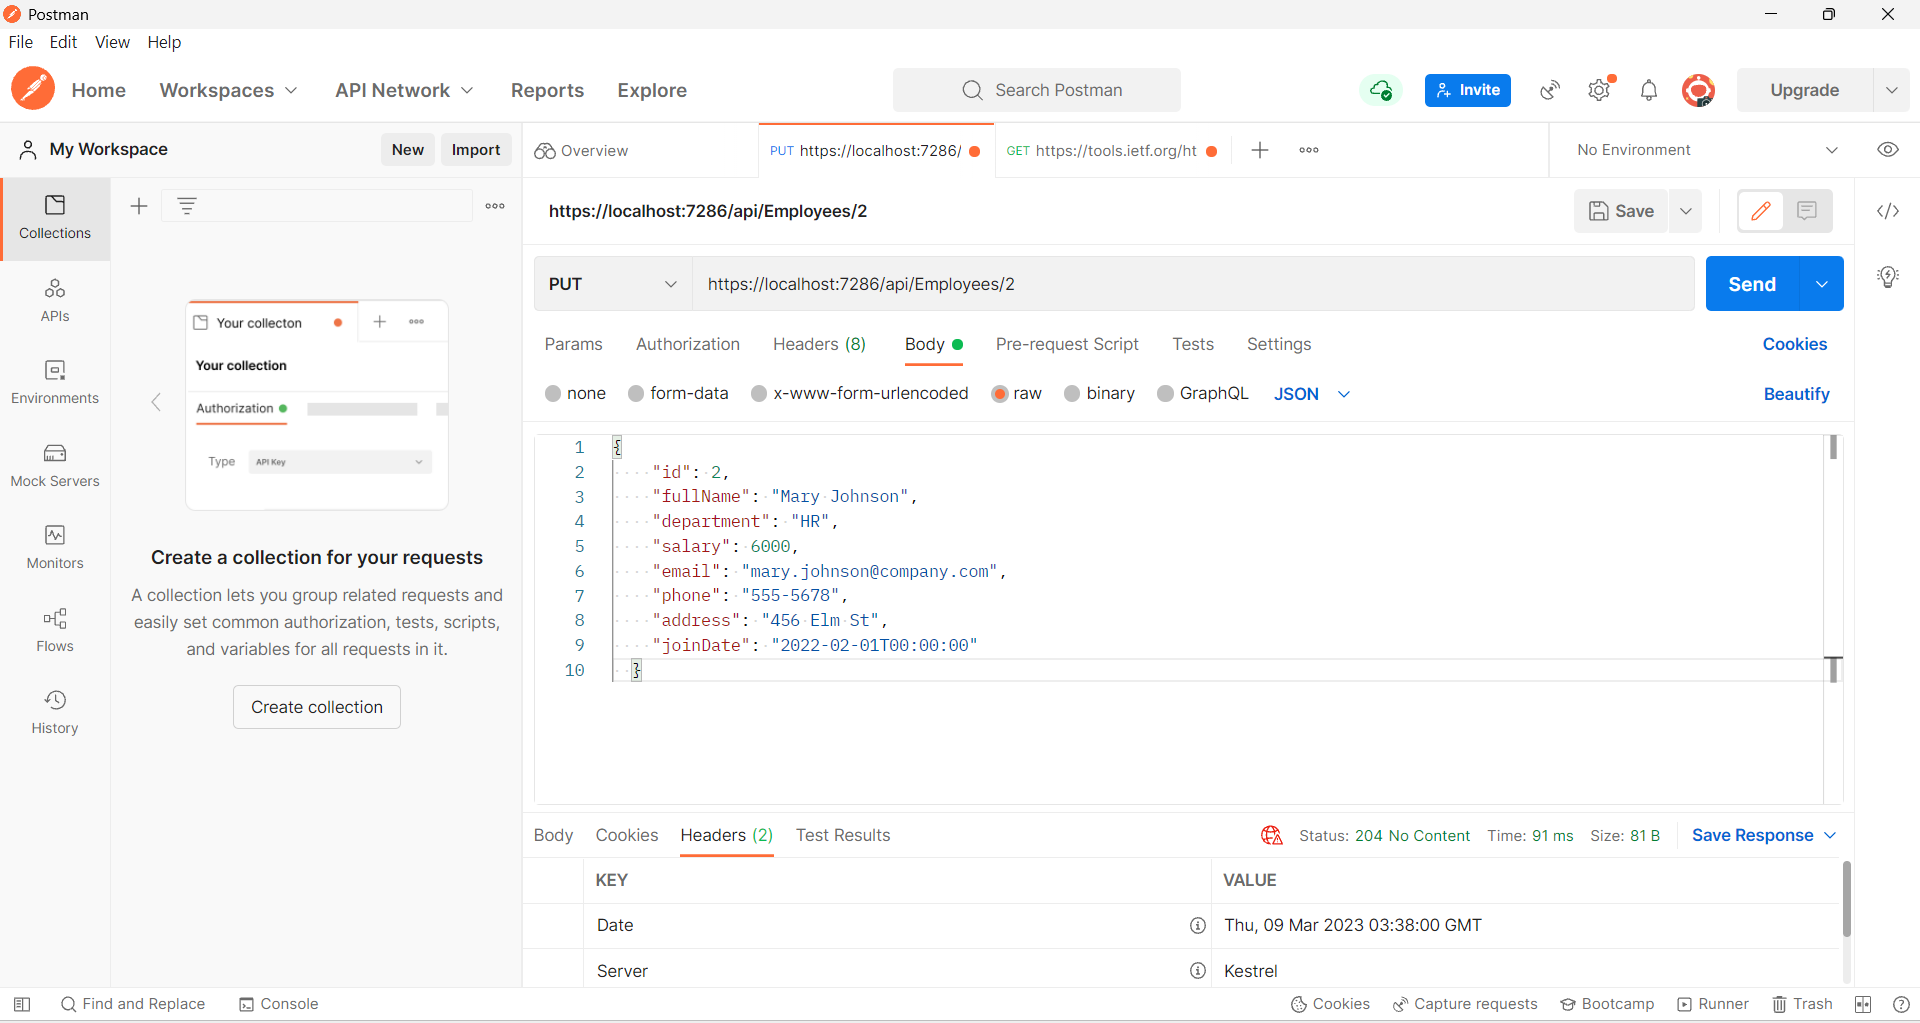 Postman
File Edit View Help
Home Workspaces API Network Reports Explore Search Postman Invite Upgrade
My Workspace New Import Overview PUT https://localhost:7286/ GET https://tools.ietf.org/ht No Environment
Collections
APIs
Environments
Mock Servers
Monitors
Flows
History
Your collecton
Your collection
Authorization
Type API Key
Create a collection for your requests
A collection lets you group related requests and
easily set common authorization, tests, scripts,
and variables for all requests in it.
Create collection
https://localhost:7286/api/Employees/2 Save
PUT https://localhost:7286/api/Employees/2 Send
Params Authorization Headers (8) Body Pre-request Script Tests Settings Cookies
none form-data x-www-form-urlencoded raw binary GraphQL JSON Beautify
1 {
2 "id": 2,
3 "fullName": "Mary Johnson",
4 "department": "HR",
5 "salary": 6000,
6 "email": "mary.johnson@company.com",
7 "phone": "555-5678",
8 "address": "456 Elm St",
9 "joinDate": "2022-02-01T00:00:00"
10 }
Body Cookies Headers (2) Test Results Status: 204 No Content Time: 91 ms Size: 81 B Save Response
KEY VALUE
Date Thu, 09 Mar 2023 03:38:00 GMT
Server Kestrel
Find and Replace Console Cookies Capture requests Bootcamp Runner Trash